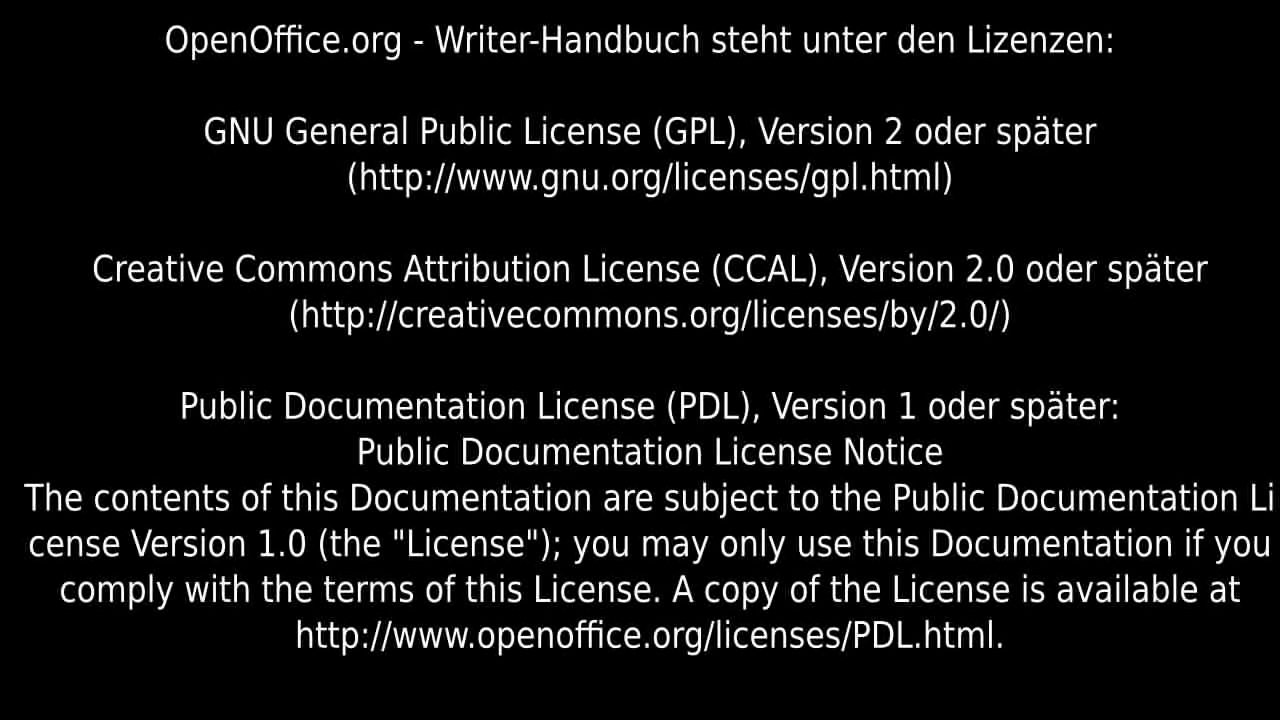 OpenOffice.org - Writer-Handbuch steht unter den Lizenzen:
GNU General Public License (GPL), Version 2 oder später
(http://www.gnu.org/licenses/gpl.html)
Creative Commons Attribution License (CCAL), Version 2.0 oder später
(http://creativecommons.org/licenses/by/2.0/)
Public Documentation License (PDL), Version 1 oder später:
Public Documentation License Notice
The contents of this Documentation are subject to the Public Documentation Li
cense Version 1.0 (the "License"); you may only use this Documentation if you
comply with the terms of this License. A copy of the License is available at
http://www.openoffice.org/licenses/PDL.html.